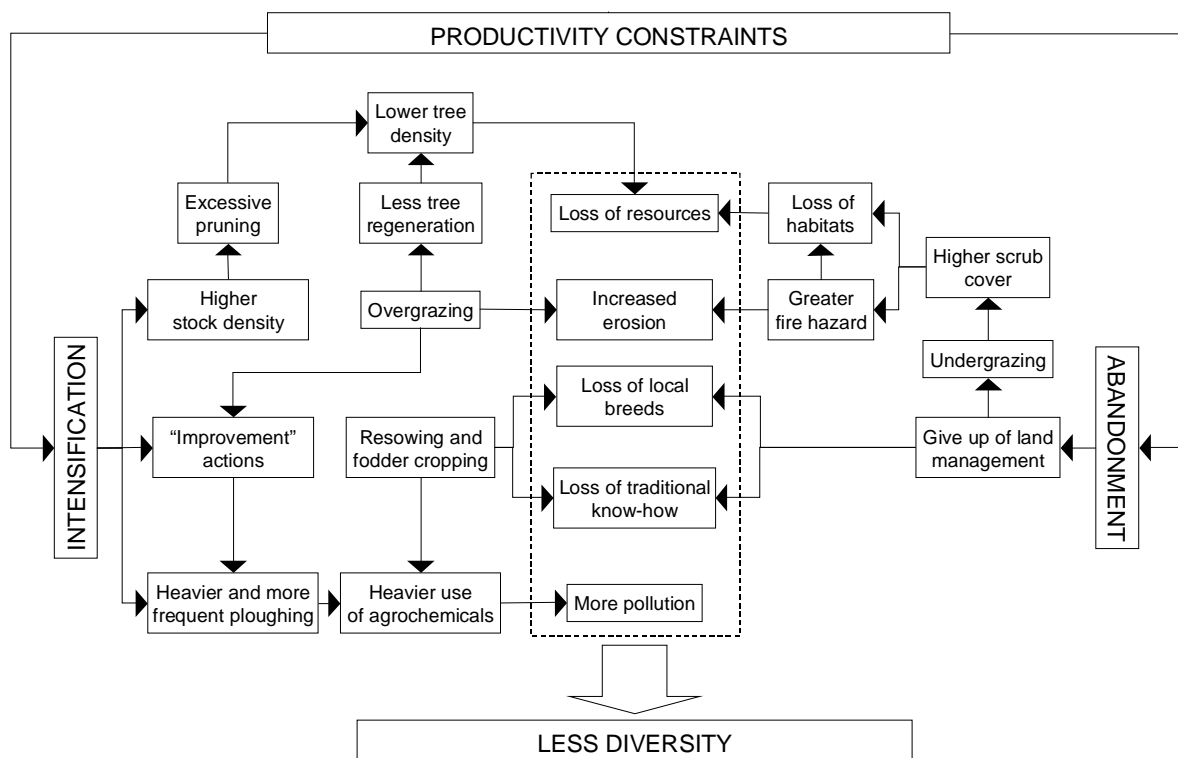 PRODUCTIVITY CONSTRAINTS
Lower tree
density
Excessive
pruning
Less tree
regeneration
Loss of resources
Loss of
habitats
Higher scrub
cover
Higher
stock density
Overgrazing
Increased
erosion
Greater
fire hazard
Undergrazing
INTENSIFICATION
ABANDONMENT
Loss of local
breeds
“Improvement”
actions
Resowing and
fodder cropping
Give up of land
management
Loss of traditional
know-how
Heavier and more
frequent ploughing
Heavier use
of agrochemicals
More pollution
LESS DIVERSITY